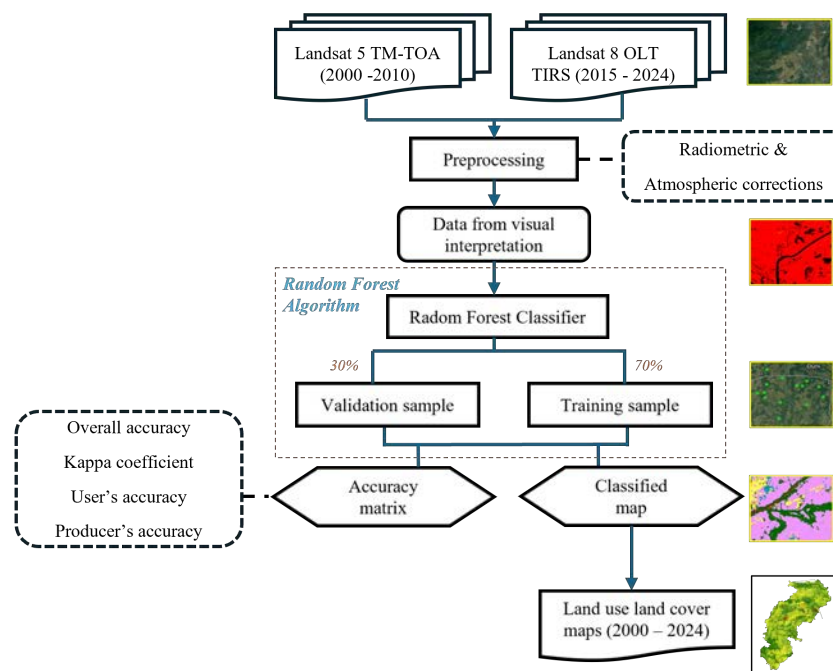 Landsat 5 TM-TOA
(2000 -2010)
Landsat 8 OLT
TIRS (2015 - 2024)
Preprocessing
Radiometric &
Atmospheric corrections
Data from visual
interpretation
Random Forest
Algorithm
Radom Forest Classifier
30%
70%
Validation sample
Training sample
Overall accuracy
Kappa coefficient
User’s accuracy
Producer’s accuracy
Accuracy
matrix
Classified
map
Land use land cover
maps (2000 – 2024)